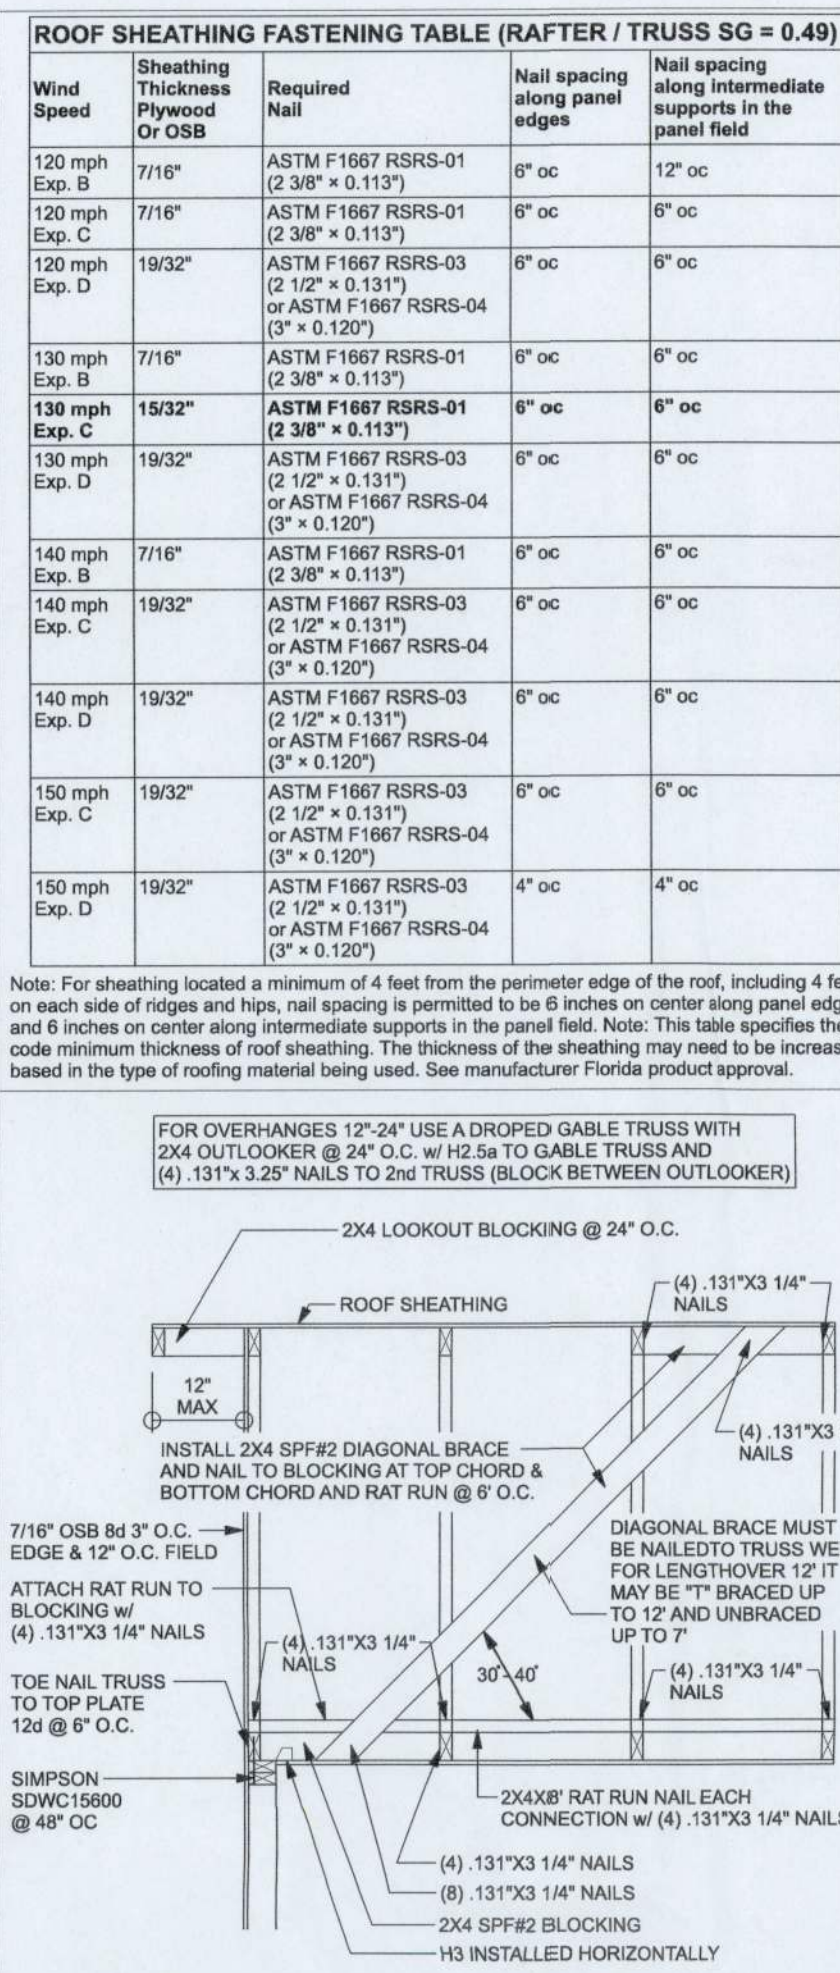 ROOF SHEATHING FASTENING TABLE (RAFTER / TRUSS SG = 0.49)
Wind Speed | Sheathing Thickness Plywood Or OSB | Required Nail | Nail spacing along panel edges | Nail spacing along intermediate supports in the panel field
120 mph Exp. B | 7/16" | ASTM F1667 RSRS-01 (2 3/8" × 0.113") | 6" oc | 12" oc
120 mph Exp. C | 7/16" | ASTM F1667 RSRS-01 (2 3/8" × 0.113") | 6" oc | 6" oc
120 mph Exp. D | 19/32" | ASTM F1667 RSRS-03 (2 1/2" × 0.131") or ASTM F1667 RSRS-04 (3" × 0.120") | 6" oc | 6" oc
130 mph Exp. B | 7/16" | ASTM F1667 RSRS-01 (2 3/8" × 0.113") | 6" oc | 6" oc
130 mph Exp. C | 15/32" | ASTM F1667 RSRS-01 (2 3/8" × 0.113") | 6" oc | 6" oc
130 mph Exp. D | 19/32" | ASTM F1667 RSRS-03 (2 1/2" × 0.131") or ASTM F1667 RSRS-04 (3" × 0.120") | 6" oc | 6" oc
140 mph Exp. B | 7/16" | ASTM F1667 RSRS-01 (2 3/8" × 0.113") | 6" oc | 6" oc
140 mph Exp. C | 19/32" | ASTM F1667 RSRS-03 (2 1/2" × 0.131") or ASTM F1667 RSRS-04 (3" × 0.120") | 6" oc | 6" oc
140 mph Exp. D | 19/32" | ASTM F1667 RSRS-03 (2 1/2" × 0.131") or ASTM F1667 RSRS-04 (3" × 0.120") | 6" oc | 6" oc
150 mph Exp. C | 19/32" | ASTM F1667 RSRS-03 (2 1/2" × 0.131") or ASTM F1667 RSRS-04 (3" × 0.120") | 6" oc | 6" oc
150 mph Exp. D | 19/32" | ASTM F1667 RSRS-03 (2 1/2" × 0.131") or ASTM F1667 RSRS-04 (3" × 0.120") | 4" oc | 4" oc
Note: For sheathing located a minimum of 4 feet from the perimeter edge of the roof, including 4
on each side of ridges and hips, nail spacing is permitted to be 6 inches on center along panel
and 6 inches on center along intermediate supports in the panel field. Note: This table specifies
code minimum thickness of roof sheathing. The thickness of the sheathing may need to be
based in the type of roofing material being used. See manufacturer Florida product approval.
FOR OVERHANGES 12"-24" USE A DROPED GABLE TRUSS WITH
2X4 OUTLOOKER @ 24" O.C. w/ H2.5a TO GABLE TRUSS AND
(4) .131"x 3.25" NAILS TO 2nd TRUSS (BLOCK BETWEEN OUTLOOKER)
2X4 LOOKOUT BLOCKING @ 24" O.C.
(4) .131"X3 1/4"
NAILS
ROOF SHEATHING
12"
MAX
(4) .131"X3
NAILS
INSTALL 2X4 SPF#2 DIAGONAL BRACE
AND NAIL TO BLOCKING AT TOP CHORD &
BOTTOM CHORD AND RAT RUN @ 6' O.C.
7/16" OSB 8d 3" O.C.
EDGE & 12" O.C. FIELD
DIAGONAL BRACE MUST
BE NAILEDTO TRUSS
FOR LENGTHOVER 12' IT
MAY BE "T" BRACED UP
TO 12' AND UNBRACED
UP TO 7'
ATTACH RAT RUN TO
BLOCKING w/
(4) .131"X3 1/4" NAILS
(4) .131"X3 1/4"
NAILS
30°-40°
(4) .131"X3 1/4"
NAILS
TOE NAIL TRUSS
TO TOP PLATE
12d @ 6" O.C.
SIMPSON
SDWC15600
@ 48" OC
2X4X8' RAT RUN NAIL EACH
CONNECTION w/ (4) .131"X3 1/4" NAILS
(4) .131"X3 1/4" NAILS
(8) .131"X3 1/4" NAILS
2X4 SPF#2 BLOCKING
H3 INSTALLED HORIZONTALLY